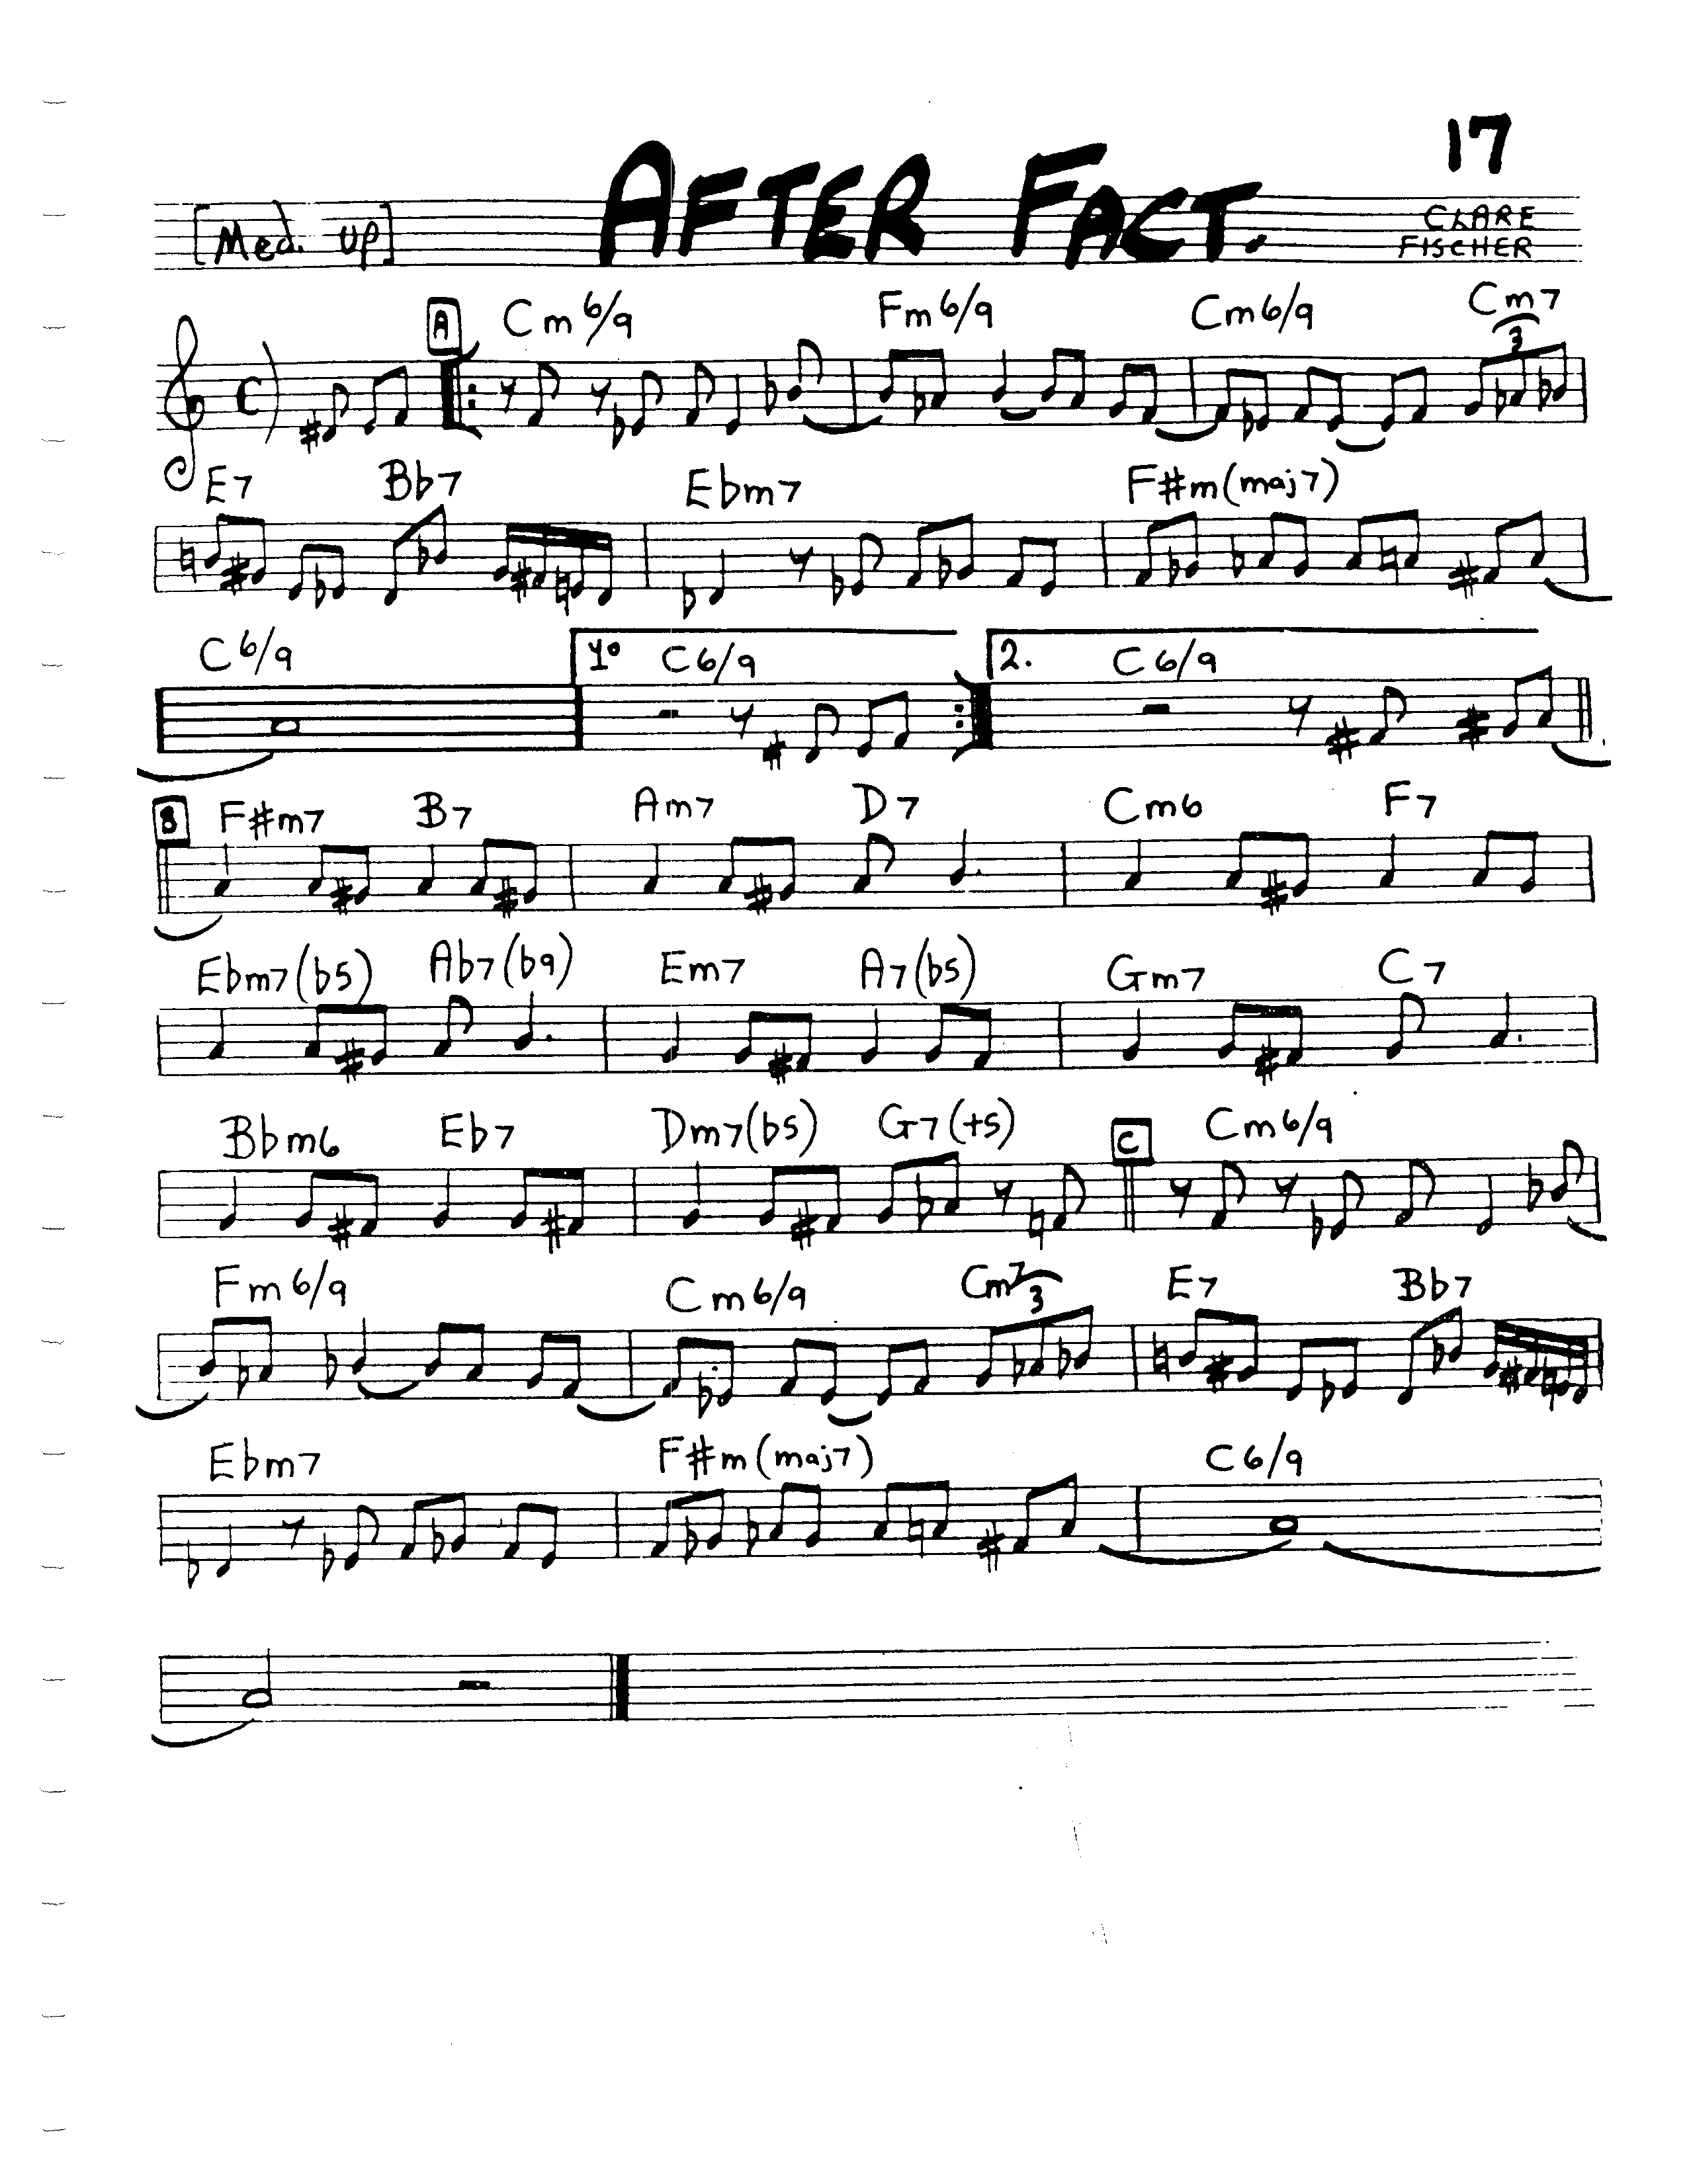 17
AFTER FACT.
[Med. up]
CLARE
FISCHER
A Cm6/9 Fm6/9 Cm6/9 Cm7
3
E7 Bb7 Ebm7 F#m(maj7)
C6/9 1º C6/9 2. C6/9
B F#m7 B7 Am7 D7 Cm6 F7
Ebm7(b5) Ab7(b9) Em7 A7(b5) Gm7 C7
Bbm6 Eb7 Dm7(b5) G7(+5) C Cm6/9
Fm6/9 Cm6/9 Cm7 E7 Bb7
3
Ebm7 F#m(maj7) C6/9